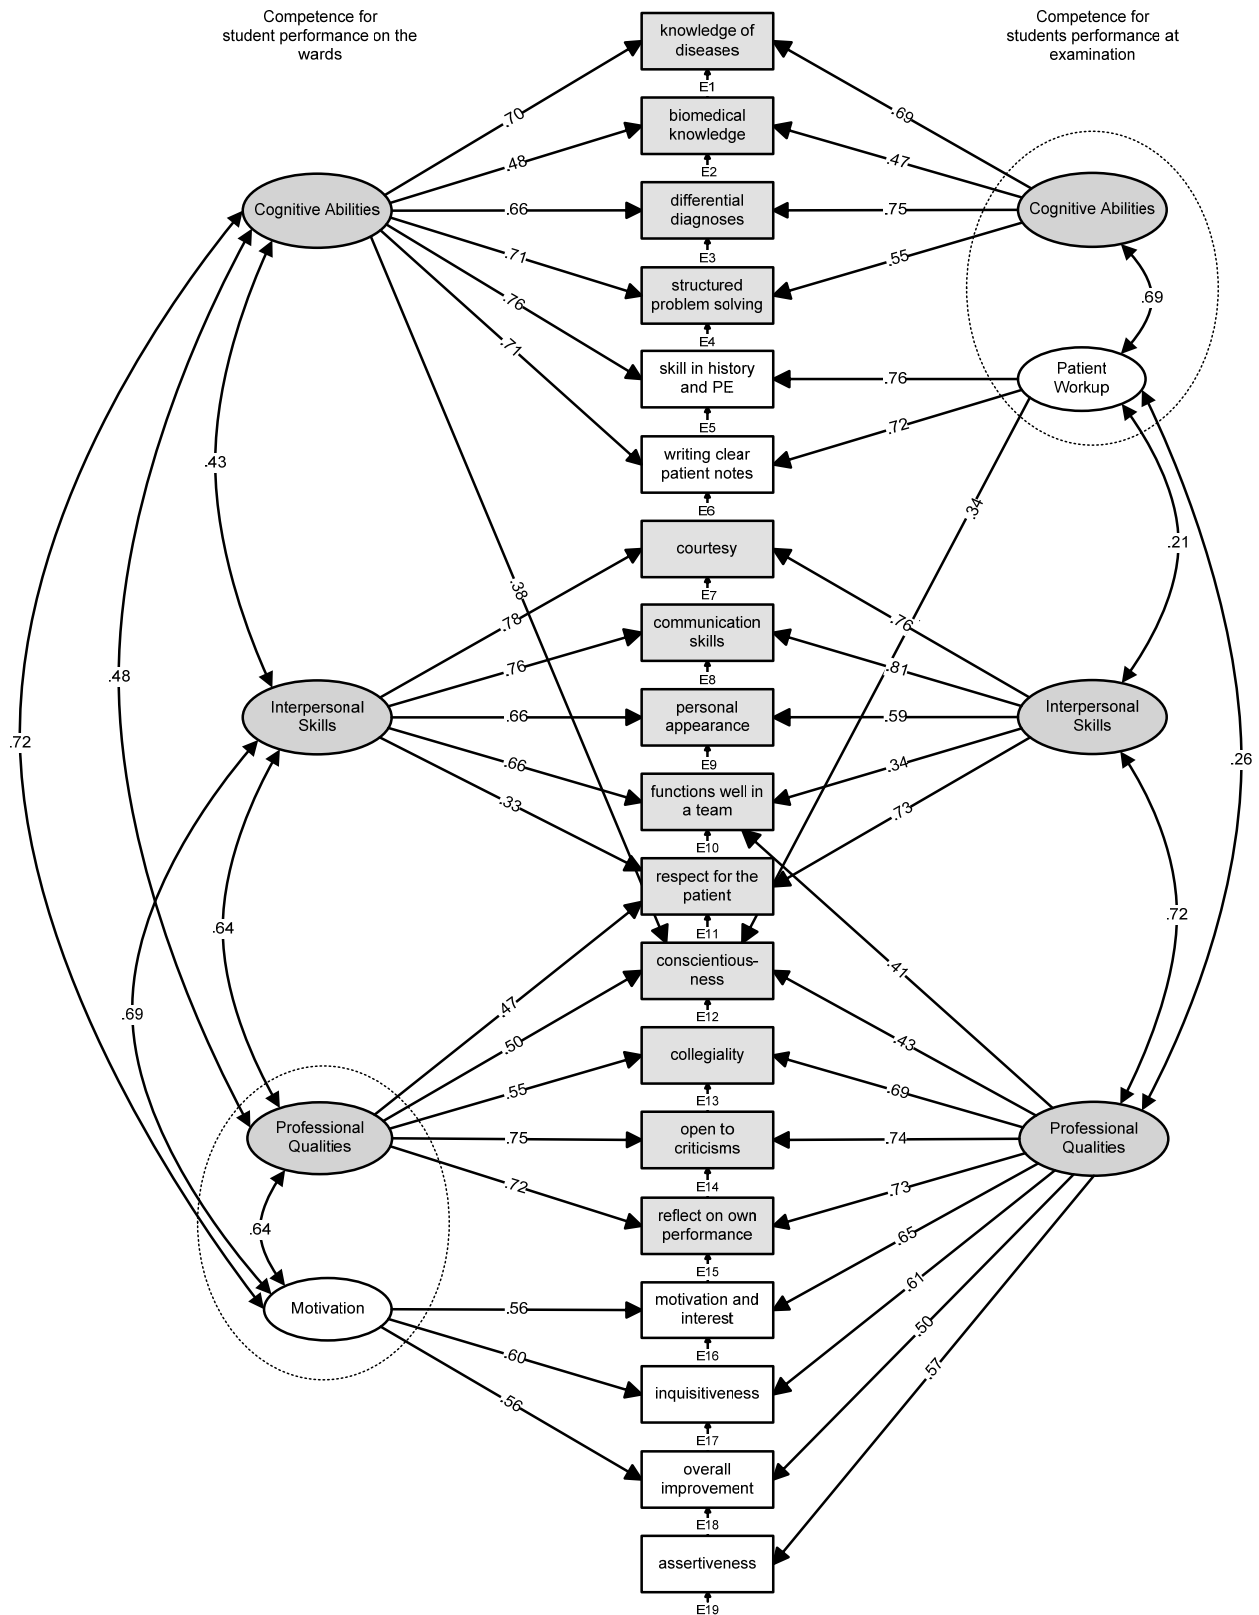 Competence for
student performance on the
wards
Competence for
students performance at
examination
knowledge of
diseases
E1
biomedical
knowledge
E2
differential
diagnoses
E3
structured
problem solving
E4
skill in history
and PE
E5
writing clear
patient notes
E6
courtesy
E7
communication
skills
E8
personal
appearance
E9
functions well in
a team
E10
respect for the
patient
E11
conscientious-
ness
E12
collegiality
E13
open to
criticisms
E14
reflect on own
performance
E15
motivation and
interest
E16
inquisitiveness
E17
overall
improvement
E18
assertiveness
E19
Cognitive Abilities
Interpersonal
Skills
Professional
Qualities
Motivation
Cognitive Abilities
Patient
Workup
Interpersonal
Skills
Professional
Qualities
.70
.48
.66
.71
.76
.71
.38
.78
.76
.66
.66
.33
.47
.50
.55
.75
.72
.56
.60
.56
.43
.48
.72
.64
.69
.64
.69
.47
.75
.55
.69
.76
.72
.34
.21
.26
.76
.81
.59
.34
.73
.72
.41
.43
.69
.74
.73
.65
.61
.50
.57